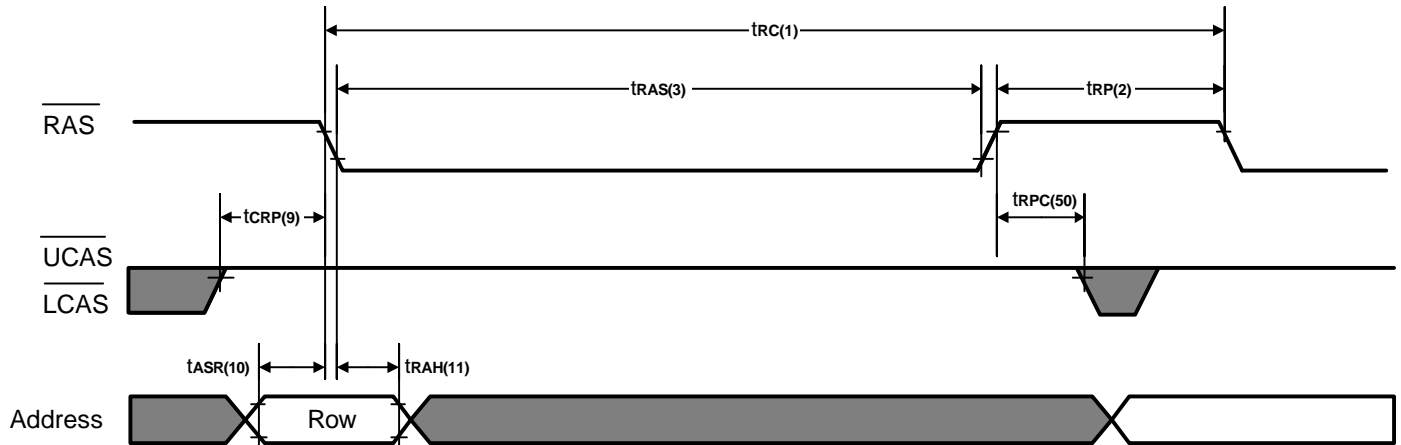 tRC(1)
tRAS(3)
tRP(2)
RAS
tCRP(9)
tRPC(50)
UCAS
LCAS
tASR(10)
tRAH(11)
Address
Row